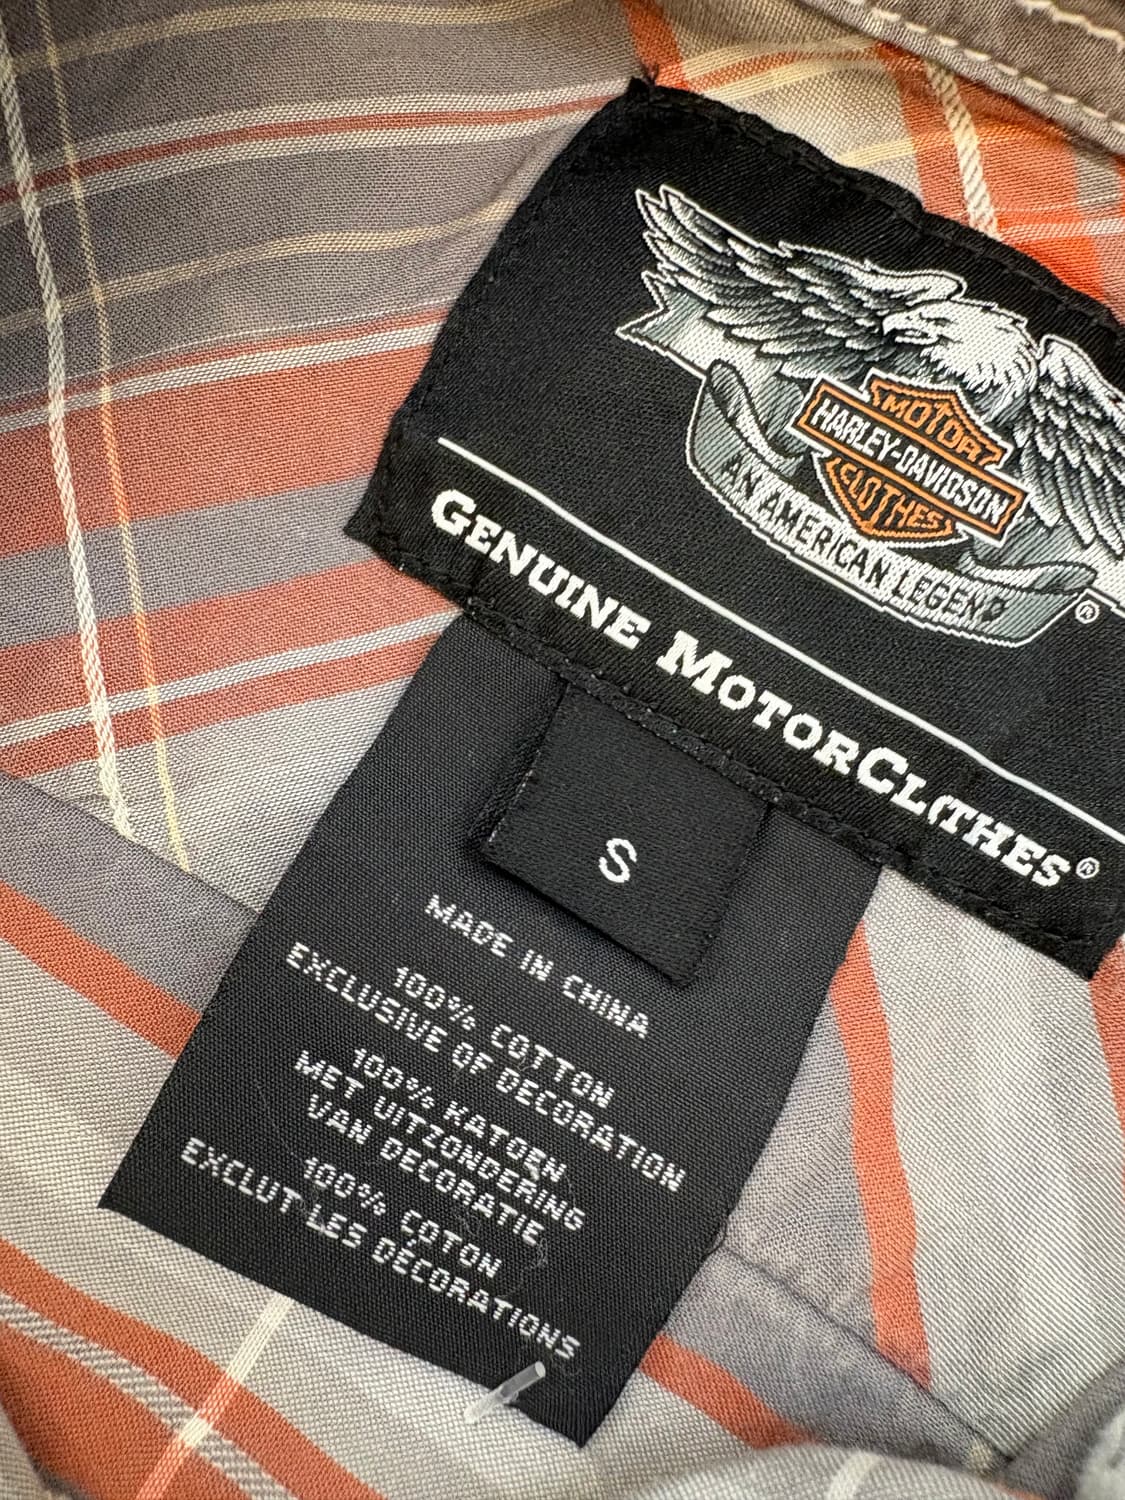 MOTOR
HARLEY-DAVIDSON
CLOTHES
AN AMERICAN LEGEND
®
GENUINE MOTORCLOTHES®
S
MADE IN CHINA
100% COTTON
EXCLUSIVE OF DECORATION
100% KATOEN
MET UITZONDERING
VAN DECORATIE
100% COTON
EXCLUT LES DÉCORATIONS